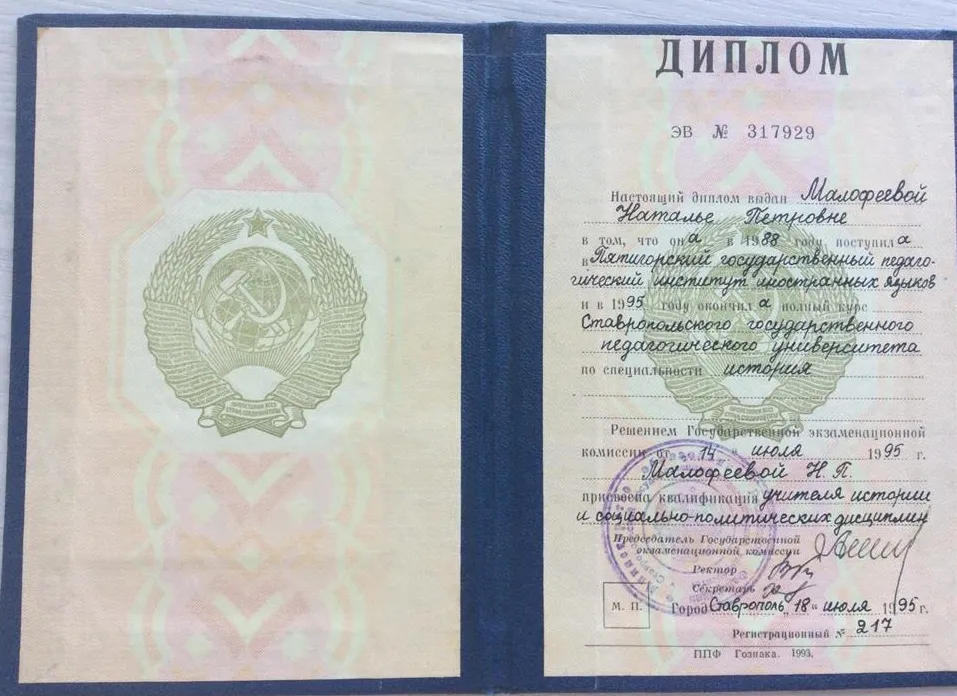 ДИПЛОМ
ЭВ № 317929
Настоящий диплом выдан Малофеевой
Наталье Петровне
в том, что она в 1988 году поступила
в Пятигорский государственный педаго-
гический институт иностранных языков
и в 1995 году окончила полный курс
Ставропольского государственного
педагогического университета
по специальности история
Решением Государственной экзаменационной
комиссии от 14 июля 1995 г.
Малофеевой Н П
присвоена квалификация учителя истории
и социально-политических дисциплин
Председатель Государственной
экзаменационной комиссии
Ректор
Секретарь
М. П.
Город Ставрополь „18“ июля 1995 г.
Регистрационный № 217
ППФ Гознака. 1993.